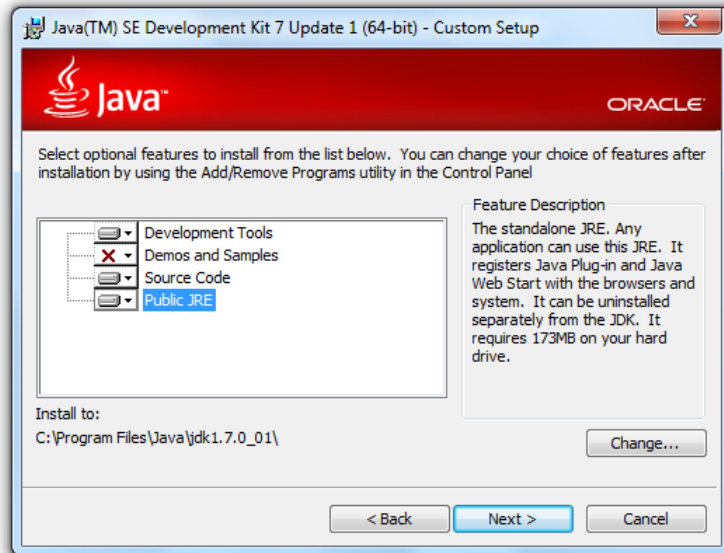 Java(TM) SE Development Kit 7 Update 1 (64-bit) - Custom Setup
Java™
ORACLE
Select optional features to install from the list below. You can change your choice of features after
installation by using the Add/Remove Programs utility in the Control Panel
Development Tools
Demos and Samples
Source Code
Public JRE
Feature Description
The standalone JRE. Any
application can use this JRE. It
registers Java Plug-in and Java
Web Start with the browsers and
system. It can be uninstalled
separately from the JDK. It
requires 173MB on your hard
drive.
Install to:
C:\Program Files\Java\jdk1.7.0_01\
Change...
< Back
Next >
Cancel